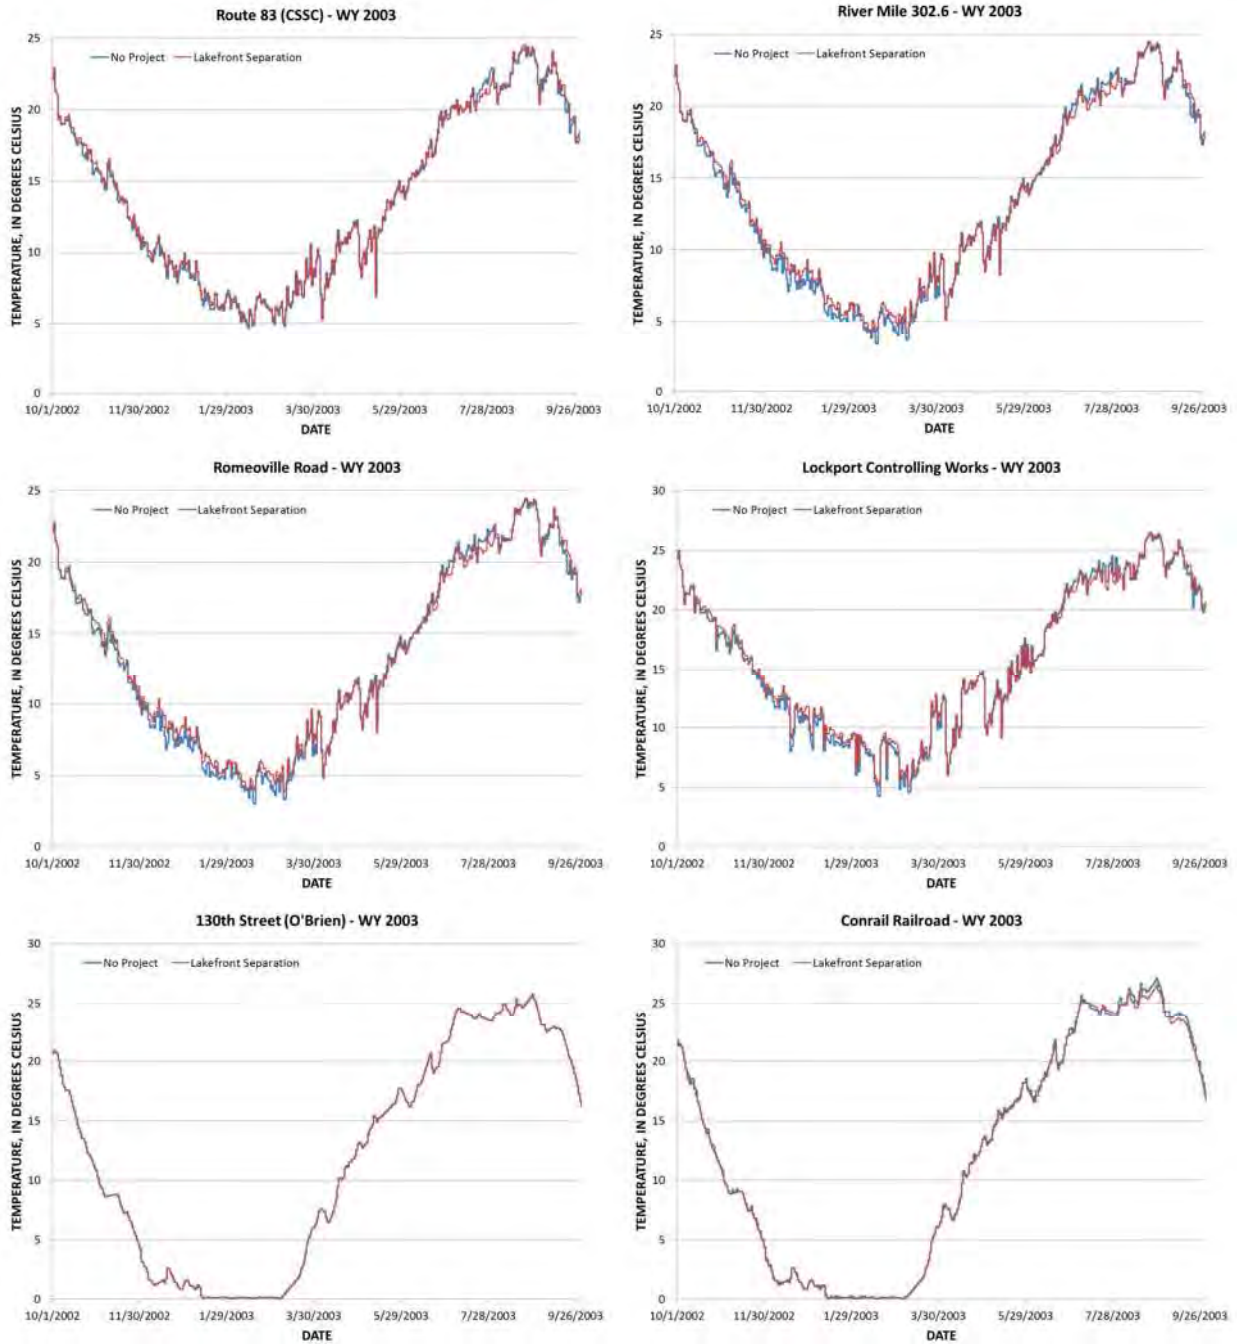 Route 83 (CSSC) - WY 2003
No Project
Lakefront Separation
TEMPERATURE, IN DEGREES CELSIUS
25
20
15
10
5
0
10/1/2002 11/30/2002 1/29/2003 3/30/2003 5/29/2003 7/28/2003 9/26/2003
DATE
River Mile 302.6 - WY 2003
No Project
Lakefront Separation
TEMPERATURE, IN DEGREES CELSIUS
25
20
15
10
5
0
10/1/2002 11/30/2002 1/29/2003 3/30/2003 5/29/2003 7/28/2003 9/26/2003
DATE
Romeoville Road - WY 2003
No Project
Lakefront Separation
TEMPERATURE, IN DEGREES CELSIUS
25
20
15
10
5
0
10/1/2002 11/30/2002 1/29/2003 3/30/2003 5/29/2003 7/28/2003 9/26/2003
DATE
Lockport Controlling Works - WY 2003
No Project
Lakefront Separation
TEMPERATURE, IN DEGREES CELSIUS
30
25
20
15
10
5
0
10/1/2002 11/30/2002 1/29/2003 3/30/2003 5/29/2003 7/28/2003 9/26/2003
DATE
130th Street (O'Brien) - WY 2003
No Project
Lakefront Separation
TEMPERATURE, IN DEGREES CELSIUS
30
25
20
15
10
5
0
10/1/2002 11/30/2002 1/29/2003 3/30/2003 5/29/2003 7/28/2003 9/26/2003
DATE
Conrail Railroad - WY 2003
No Project
Lakefront Separation
TEMPERATURE, IN DEGREES CELSIUS
30
25
20
15
10
5
0
10/1/2002 11/30/2002 1/29/2003 3/30/2003 5/29/2003 7/28/2003 9/26/2003
DATE